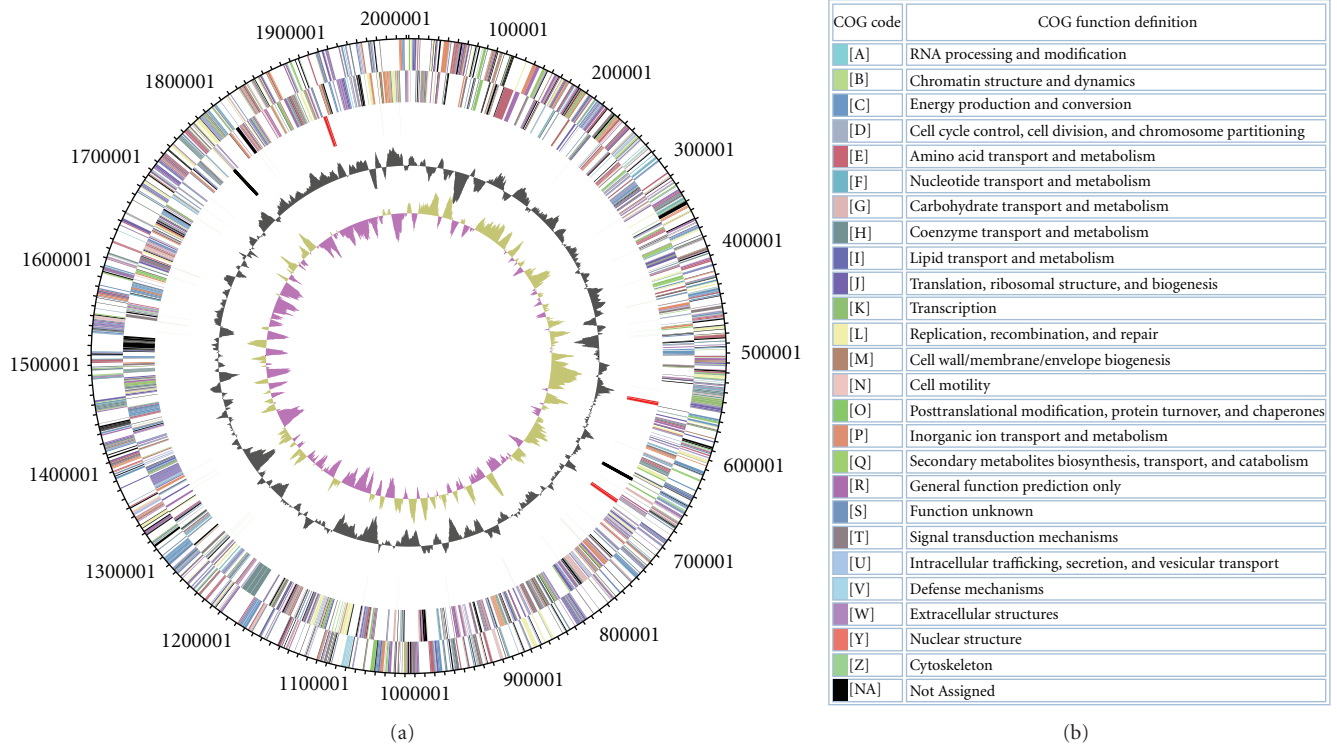 2000001
100001
200001
300001
400001
500001
600001
700001
800001
900001
1000001
1100001
1200001
1300001
1400001
1500001
1600001
1700001
1800001
1900001
(a)
COG code COG function definition
[A] RNA processing and modification
[B] Chromatin structure and dynamics
[C] Energy production and conversion
[D] Cell cycle control, cell division, and chromosome partitioning
[E] Amino acid transport and metabolism
[F] Nucleotide transport and metabolism
[G] Carbohydrate transport and metabolism
[H] Coenzyme transport and metabolism
[I] Lipid transport and metabolism
[J] Translation, ribosomal structure, and biogenesis
[K] Transcription
[L] Replication, recombination, and repair
[M] Cell wall/membrane/envelope biogenesis
[N] Cell motility
[O] Posttranslational modification, protein turnover, and chaperones
[P] Inorganic ion transport and metabolism
[Q] Secondary metabolites biosynthesis, transport, and catabolism
[R] General function prediction only
[S] Function unknown
[T] Signal transduction mechanisms
[U] Intracellular trafficking, secretion, and vesicular transport
[V] Defense mechanisms
[W] Extracellular structures
[Y] Nuclear structure
[Z] Cytoskeleton
[NA] Not Assigned
(b)